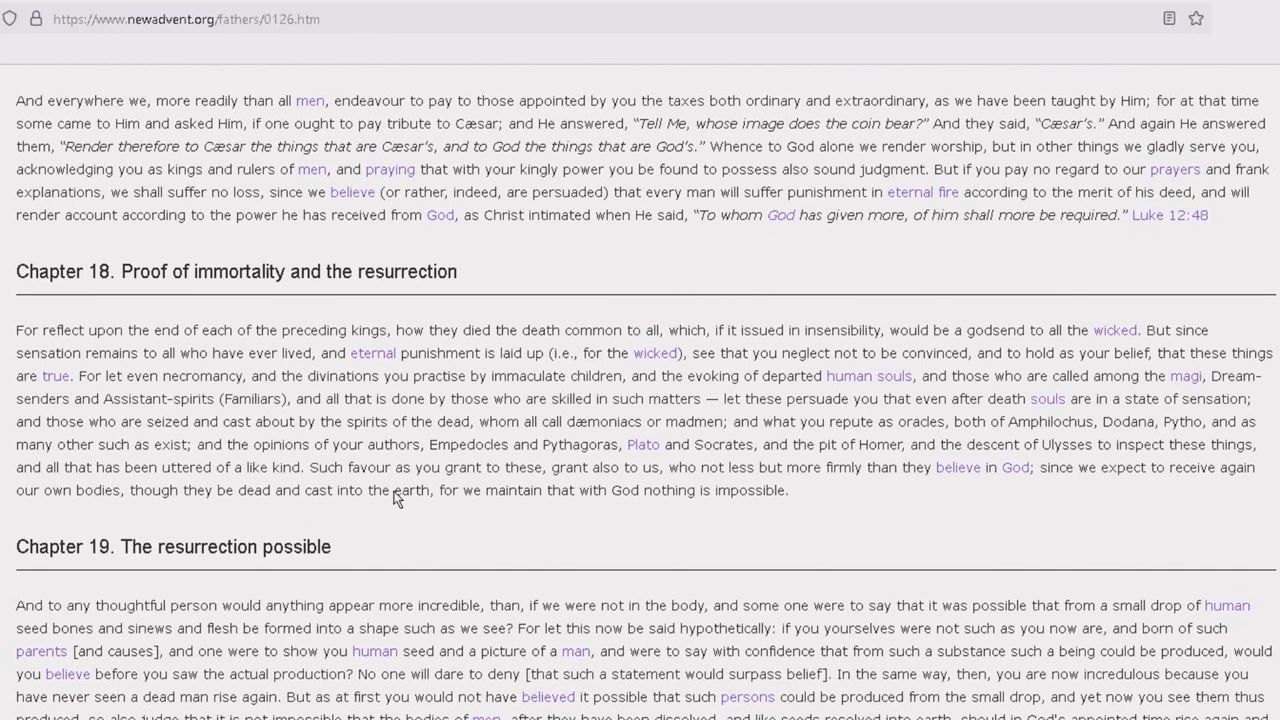 https://www.newadvent.org/fathers/0126.htm
And everywhere we, more readily than all men, endeavour to pay to those appointed by you the taxes both ordinary and extraordinary, as we have been taught by Him; for at that time
some came to Him and asked Him, if one ought to pay tribute to Cæsar; and He answered, “Tell Me, whose image does the coin bear?” And they said, “Cæsar's.” And again He answered
them, “Render therefore to Cæsar the things that are Cæsar's, and to God the things that are God's.” Whence to God alone we render worship, but in other things we gladly serve you,
acknowledging you as kings and rulers of men, and praying that with your kingly power you be found to possess also sound judgment. But if you pay no regard to our prayers and frank
explanations, we shall suffer no loss, since we believe (or rather, indeed, are persuaded) that every man will suffer punishment in eternal fire according to the merit of his deed, and will
render account according to the power he has received from God, as Christ intimated when He said, “To whom God has given more, of him shall more be required.” Luke 12:48
Chapter 18. Proof of immortality and the resurrection
For reflect upon the end of each of the preceding kings, how they died the death common to all, which, if it issued in insensibility, would be a godsend to all the wicked. But since
sensation remains to all who have ever lived, and eternal punishment is laid up (i.e., for the wicked), see that you neglect not to be convinced, and to hold as your belief, that these things
are true. For let even necromancy, and the divinations you practise by immaculate children, and the evoking of departed human souls, and those who are called among the magi, Dream-
senders and Assistant-spirits (Familiars), and all that is done by those who are skilled in such matters — let these persuade you that even after death souls are in a state of sensation;
and those who are seized and cast about by the spirits of the dead, whom all call dæmoniacs or madmen; and what you repute as oracles, both of Amphilochus, Dodana, Pytho, and as
many other such as exist; and the opinions of your authors, Empedocles and Pythagoras, Plato and Socrates, and the pit of Homer, and the descent of Ulysses to inspect these things,
and all that has been uttered of a like kind. Such favour as you grant to these, grant also to us, who not less but more firmly than they believe in God; since we expect to receive again
our own bodies, though they be dead and cast into the earth, for we maintain that with God nothing is impossible.
Chapter 19. The resurrection possible
And to any thoughtful person would anything appear more incredible, than, if we were not in the body, and some one were to say that it was possible that from a small drop of human
seed bones and sinews and flesh be formed into a shape such as we see? For let this now be said hypothetically: if you yourselves were not such as you now are, and born of such
parents [and causes], and one were to show you human seed and a picture of a man, and were to say with confidence that from such a substance such a being could be produced, would
you believe before you saw the actual production? No one will dare to deny [that such a statement would surpass belief]. In the same way, then, you are now incredulous because you
have never seen a dead man rise again. But as at first you would not have believed it possible that such persons could be produced from the small drop, and yet now you see them thus
produced, so also judge that it is not impossible that the bodies of men, after they have been dissolved, and like seeds resolved into earth, should in God's appointed time rise again and